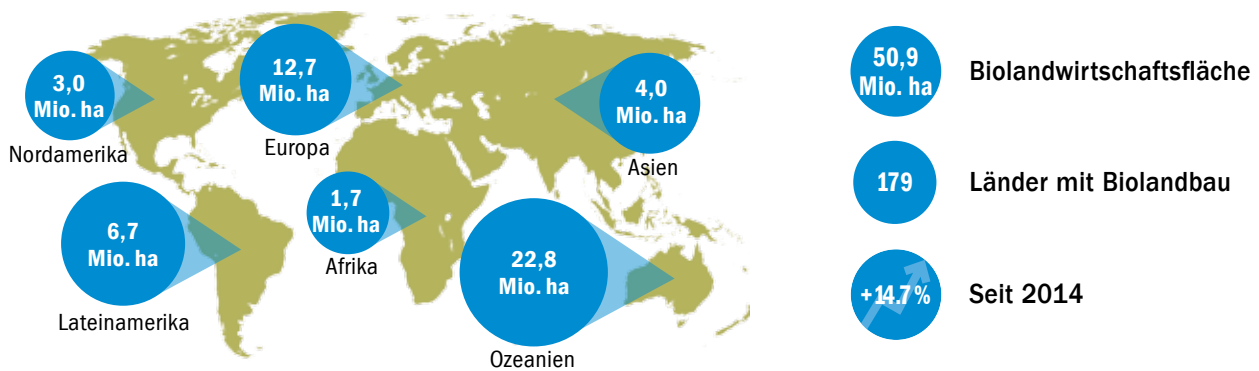 3,0
Mio. ha
Nordamerika
12,7
Mio. ha
Europa
4,0
Mio. ha
Asien
6,7
Mio. ha
Lateinamerika
1,7
Mio. ha
Afrika
22,8
Mio. ha
Ozeanien
50,9
Mio. ha
Biolandwirtschaftsfläche
179
Länder mit Biolandbau
+14.7%
Seit 2014